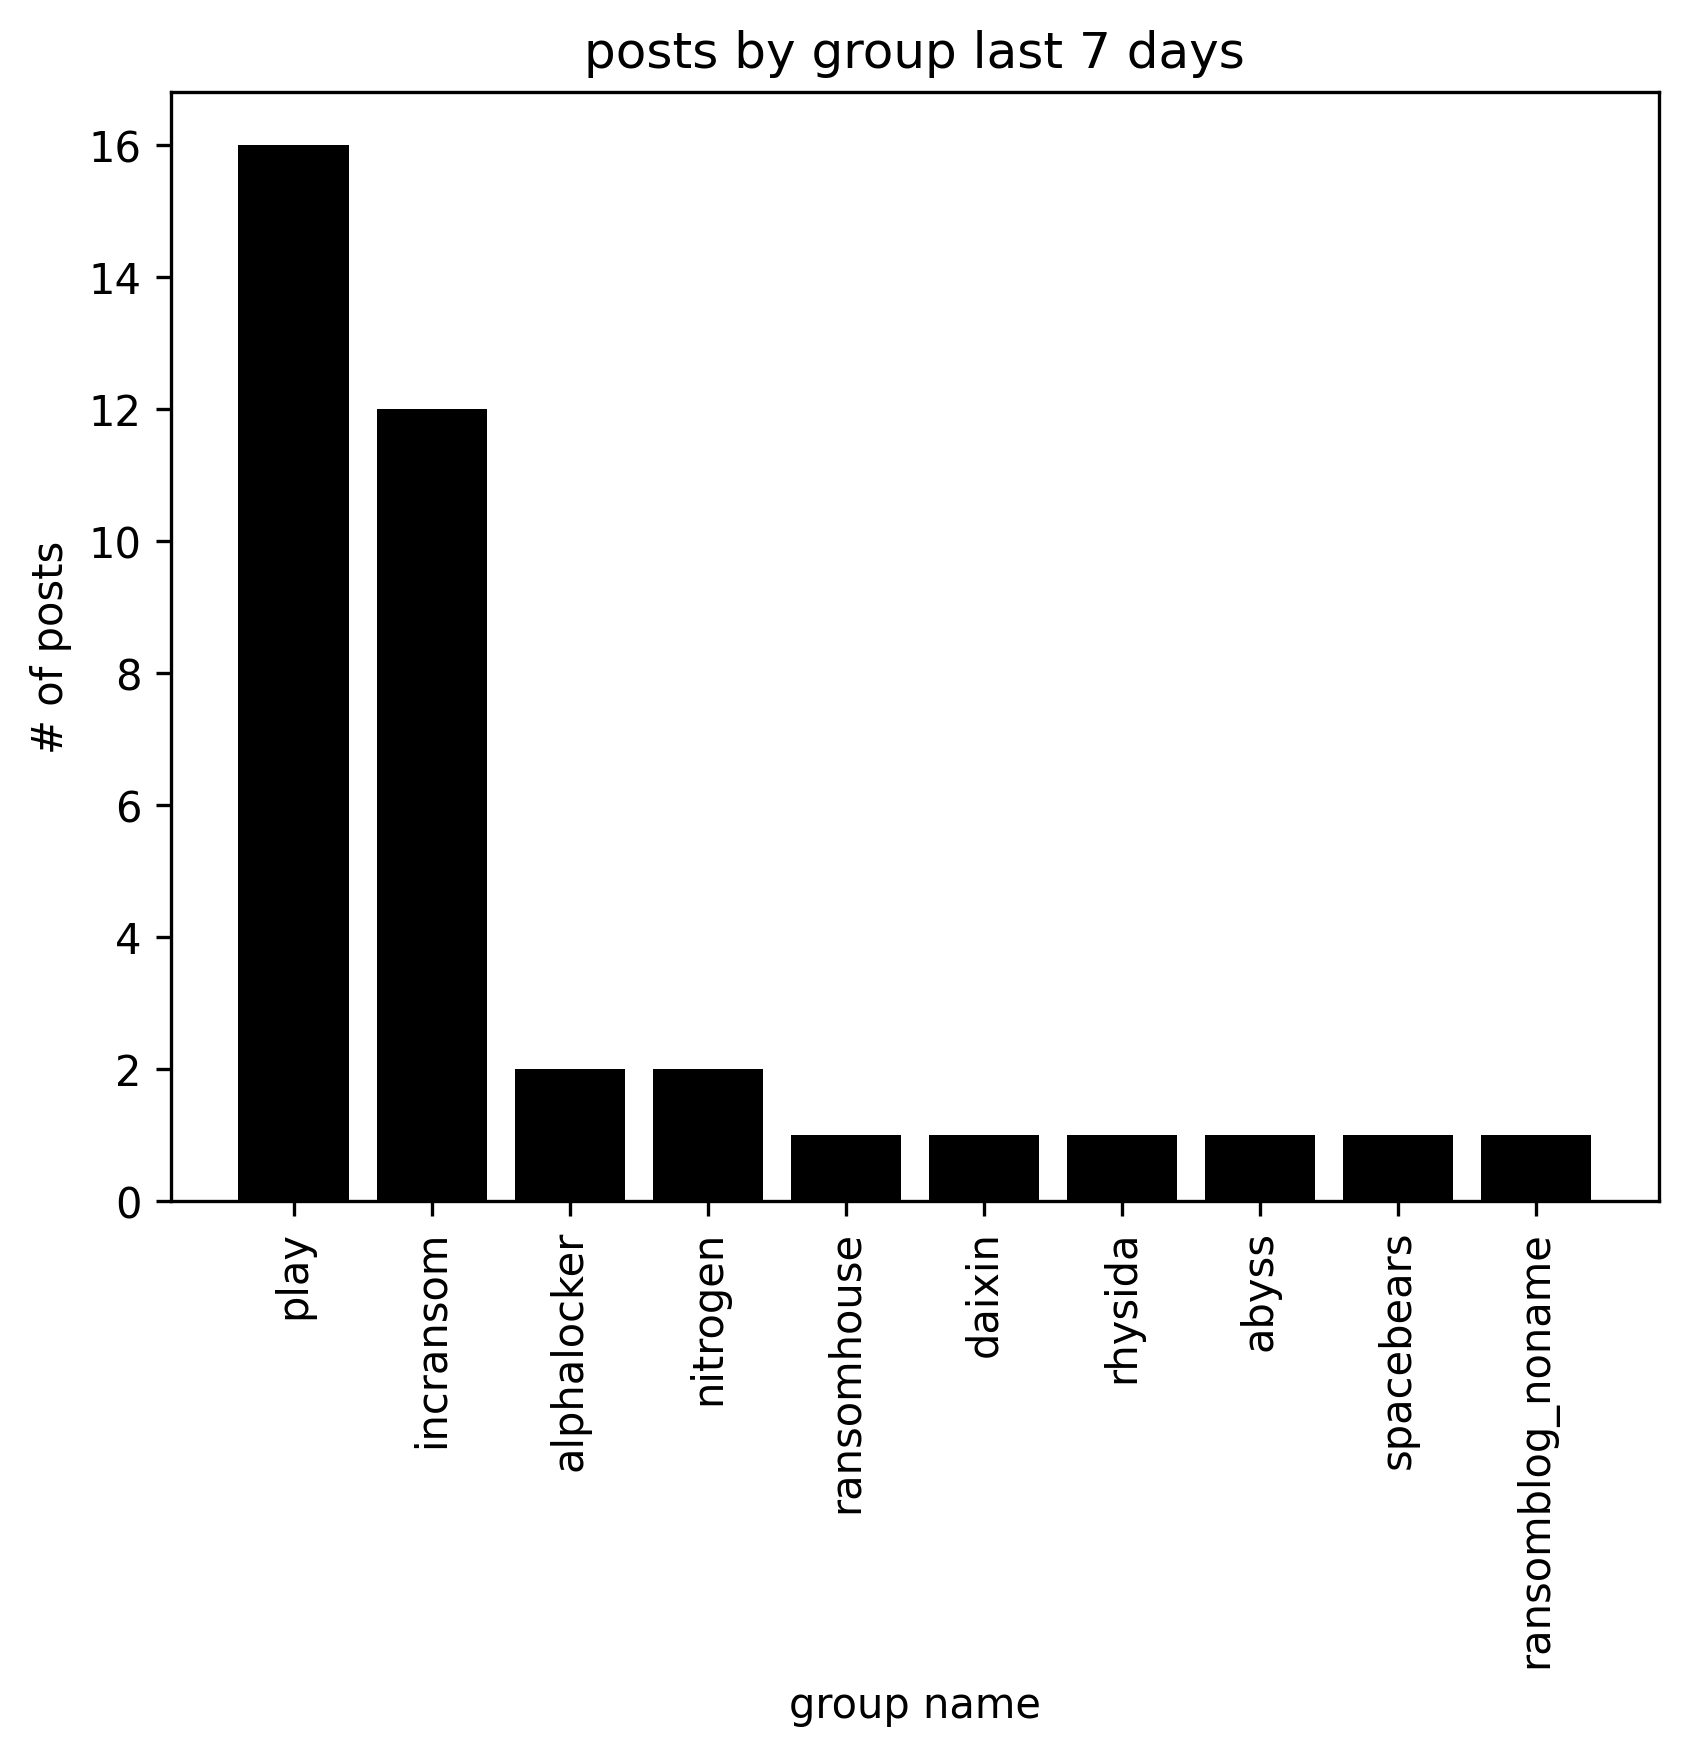 posts by group last 7 days
16
14
12
10
8
6
4
2
0
# of posts
play
incransom
alphalocker
nitrogen
ransomhouse
daixin
rhysida
abyss
spacebears
ransomblog_noname
group name